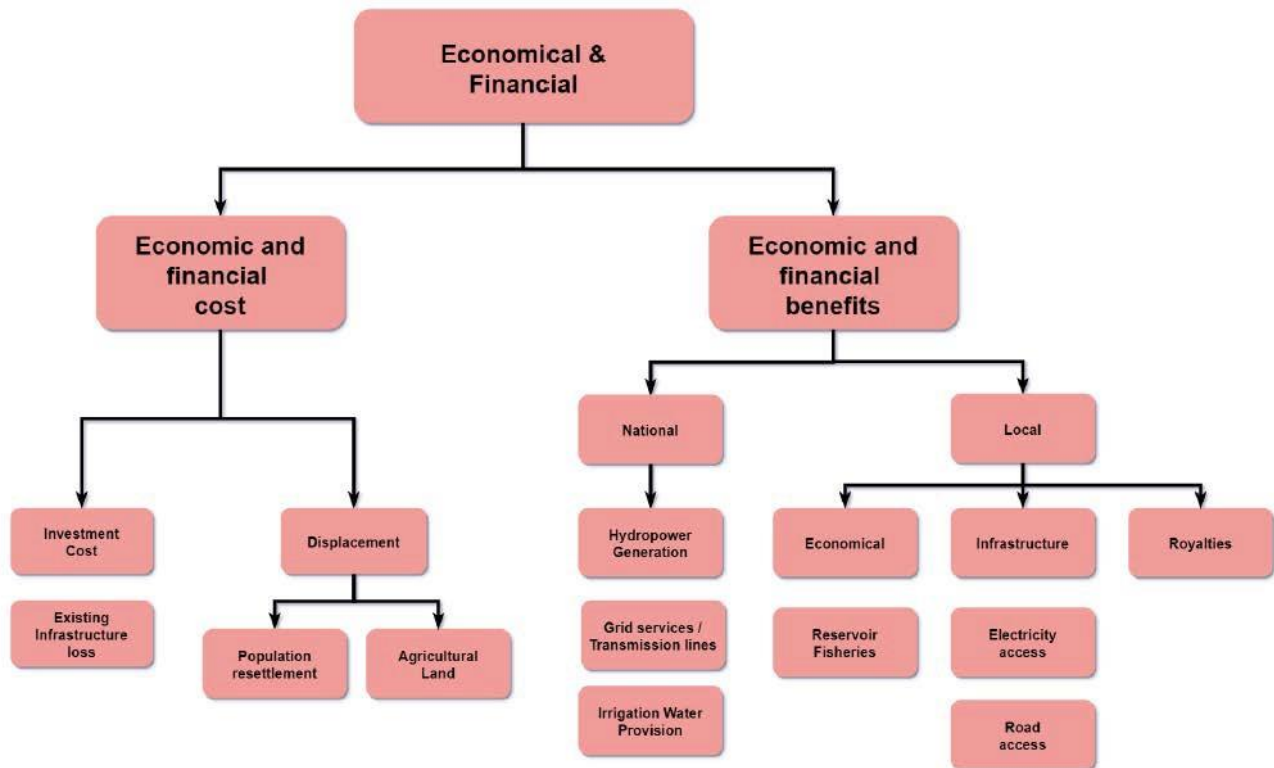 Economical &
Financial
Economic and
financial
cost
Economic and
financial
benefits
National
Local
Investment
Cost
Displacement
Hydropower
Generation
Economical
Infrastructure
Royalties
Existing
Infrastructure
loss
Population
resettlement
Agricultural
Land
Grid services /
Transmission lines
Reservoir
Fisheries
Electricity
access
Irrigation Water
Provision
Road
access